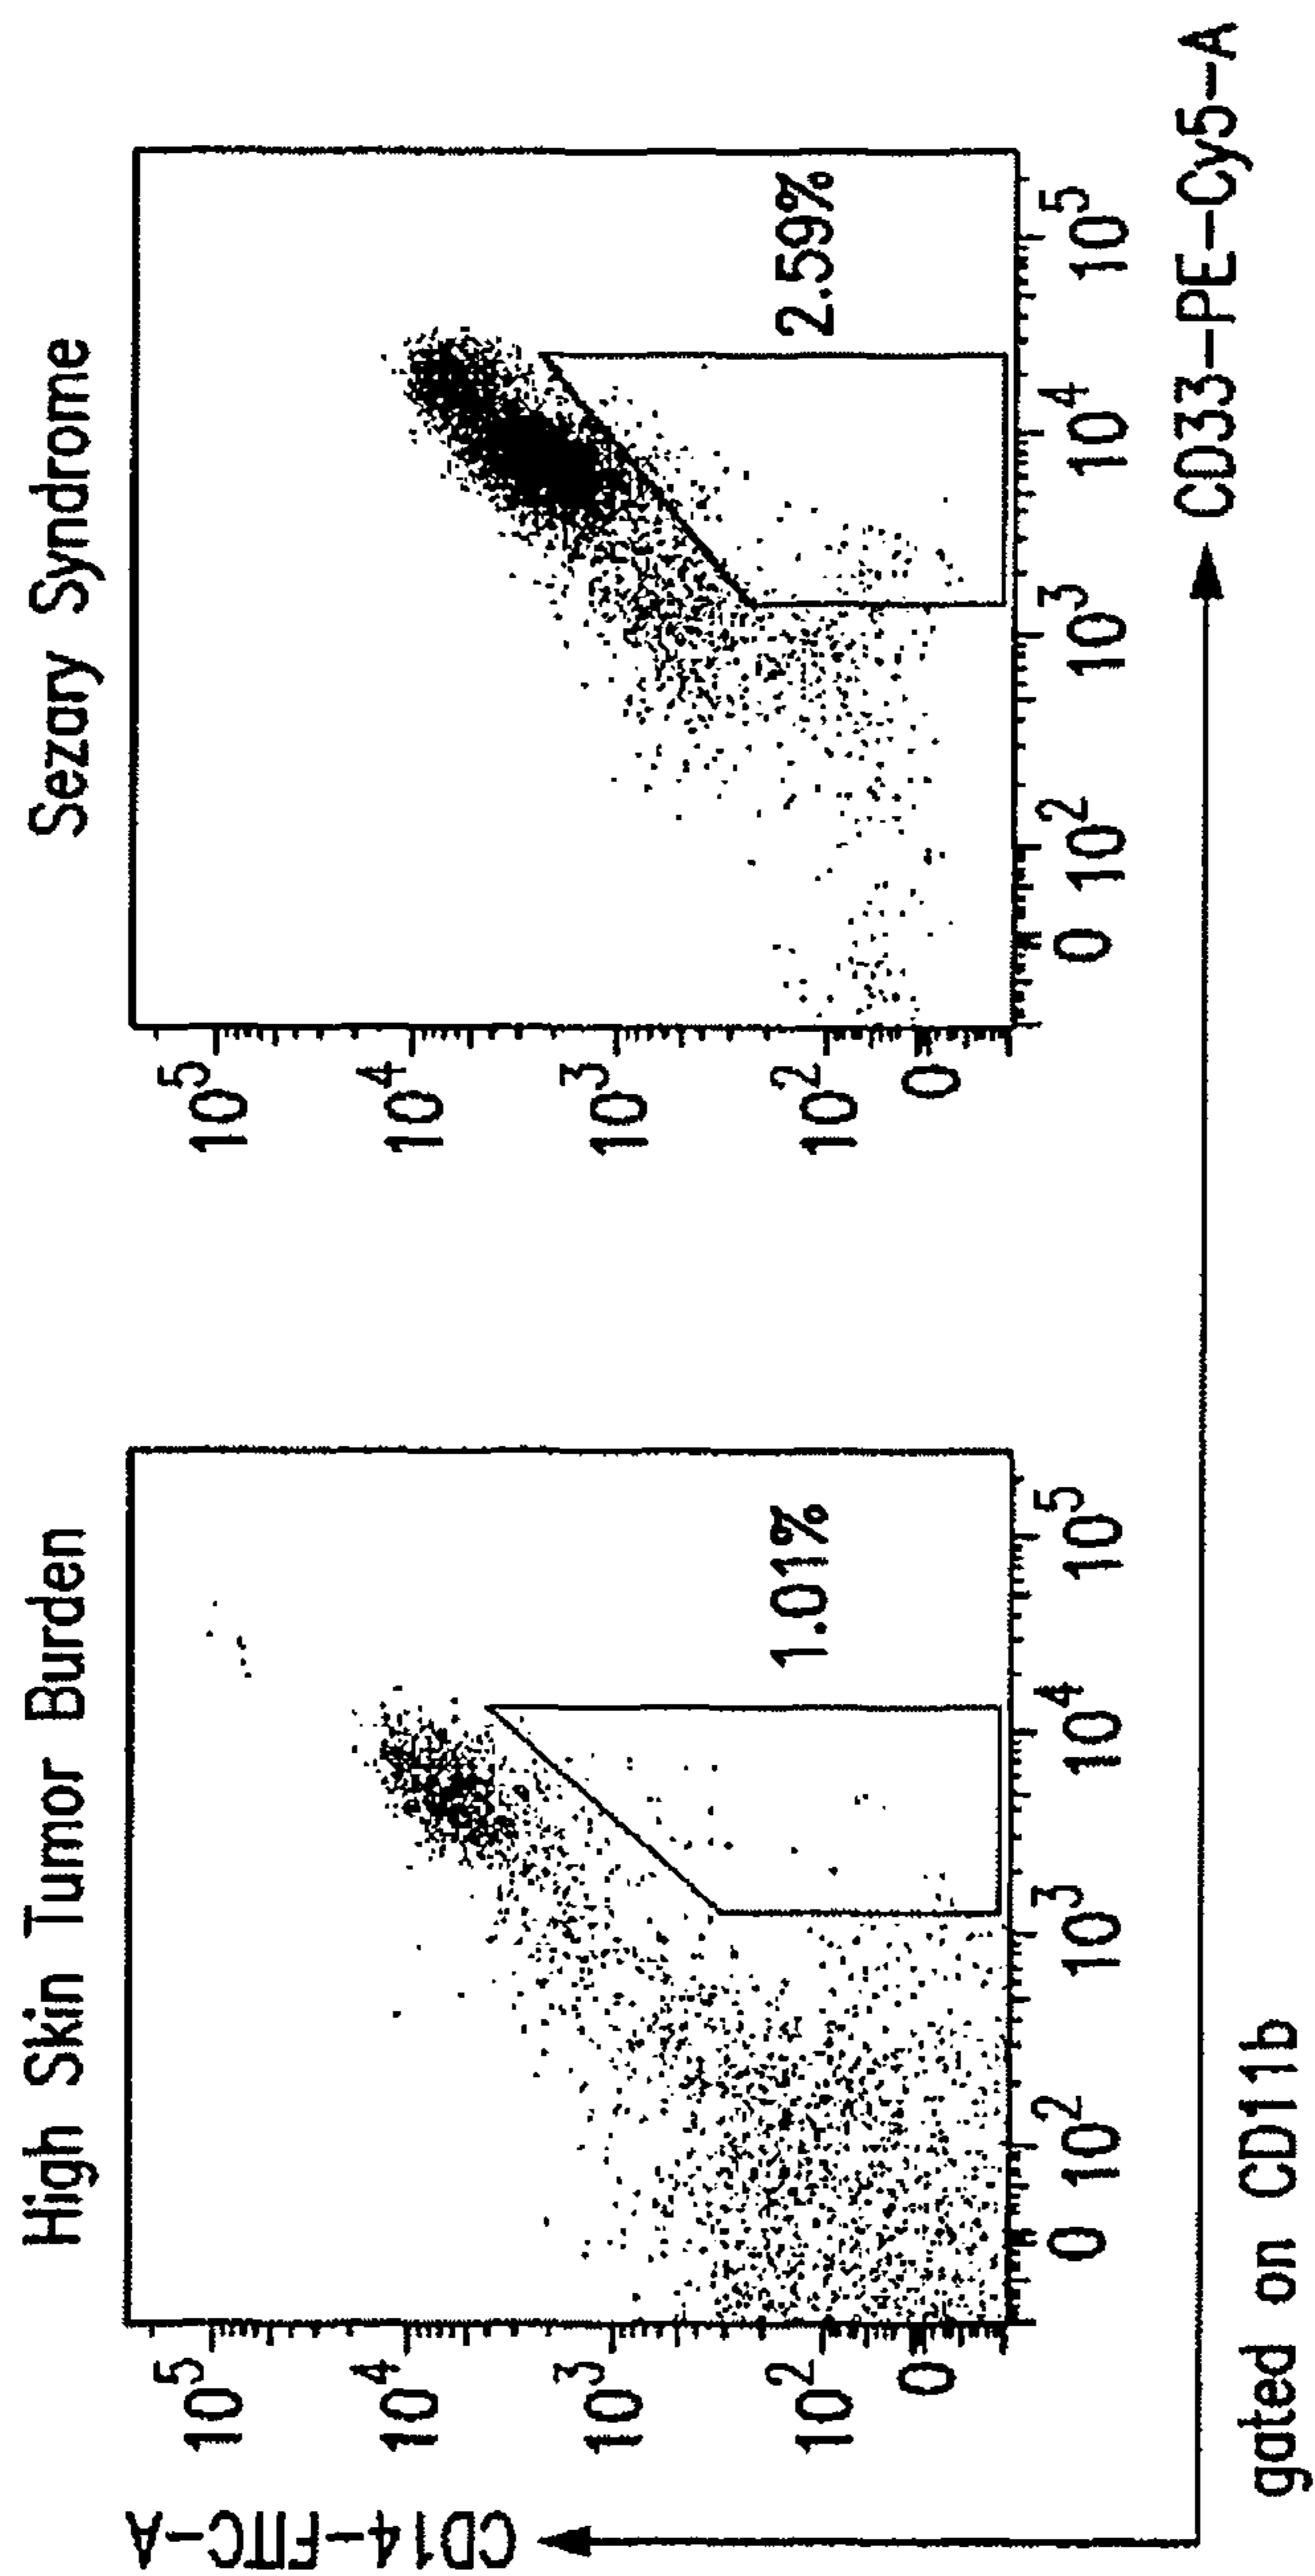 High Skin Tumor Burden
CD14-FITC-A
10^5
10^4
10^3
10^2
0
1.01%
0 10^2 10^3 10^4 10^5
Sezary Syndrome
10^5
10^4
10^3
10^2
0
2.59%
0 10^2 10^3 10^4 10^5
CD33-PE-Cy5-A
gated on CD11b